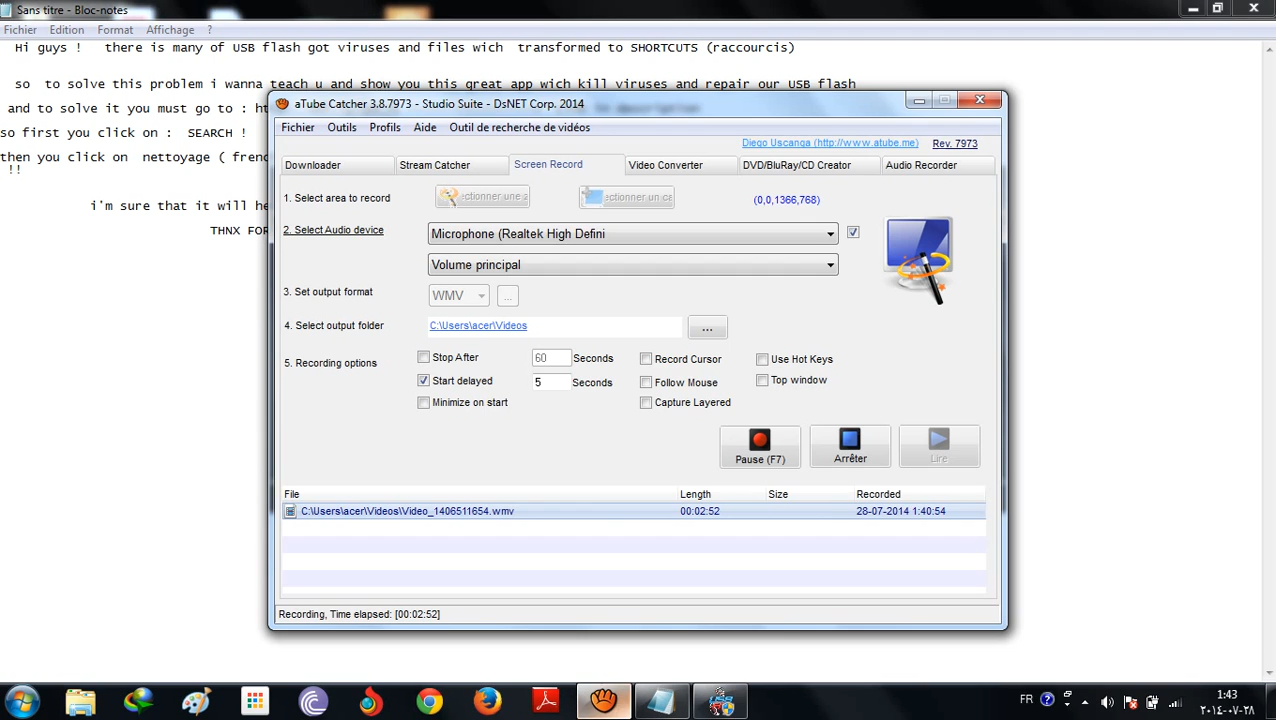 Sans titre - Bloc-notes
Fichier Edition Format Affichage ?
Hi guys ! there is many of USB flash got viruses and files wich transformed to SHORTCUTS (raccourcis)
so to solve this problem i wanna teach u and show you this great app wich kill viruses and repair our USB flash
and to solve it you must go to :
so first you click on : SEARCH !
then you click on nettoyage ( frenc
!!
i'm sure that it will he
THNX FOR
aTube Catcher 3.8.7973 - Studio Suite - DsNET Corp. 2014
Fichier Outils Profils Aide Outil de recherche de vidéos
Diego Uscanga (http://www.atube.me) Rev. 7973
Downloader Stream Catcher Screen Record Video Converter DVD/BluRay/CD Creator Audio Recorder
1. Select area to record ectionner une a ectionner un ca (0,0,1366,768)
2. Select Audio device Microphone (Realtek High Defini
Volume principal
3. Set output format WMV ...
4. Select output folder C:\Users\acer\Videos ...
5. Recording options
Stop After 60 Seconds Record Cursor Use Hot Keys
Start delayed 5 Seconds Follow Mouse Top window
Minimize on start Capture Layered
Pause (F7) Arrêter Lire
File Length Size Recorded
C:\Users\acer\Videos\Video_1406511654.wmv 00:02:52 28-07-2014 1:40:54
Recording, Time elapsed: [00:02:52]
FR 1:43
٢٠١٤-٠٧-٢٨